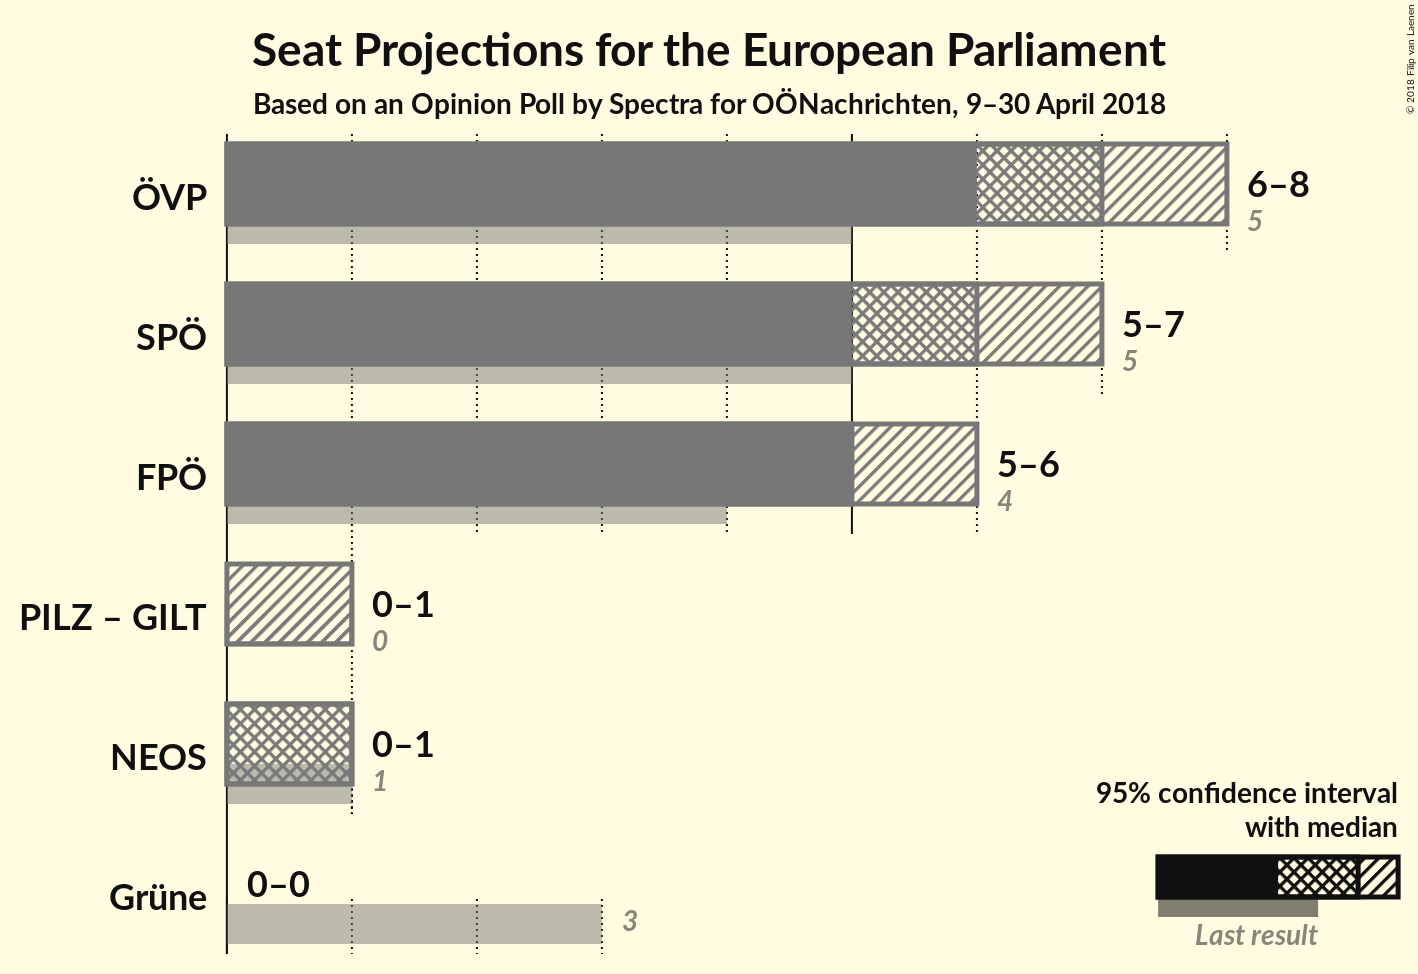 Seat Projections for the European Parliament
Based on an Opinion Poll by Spectra for OÖNachrichten, 9–30 April 2018
© 2018 Filip van Laenen
ÖVP
6–8
5
SPÖ
5–7
5
FPÖ
5–6
4
PILZ – GILT
0–1
0
NEOS
0–1
1
Grüne
0–0
3
95% confidence interval
with median
Last result